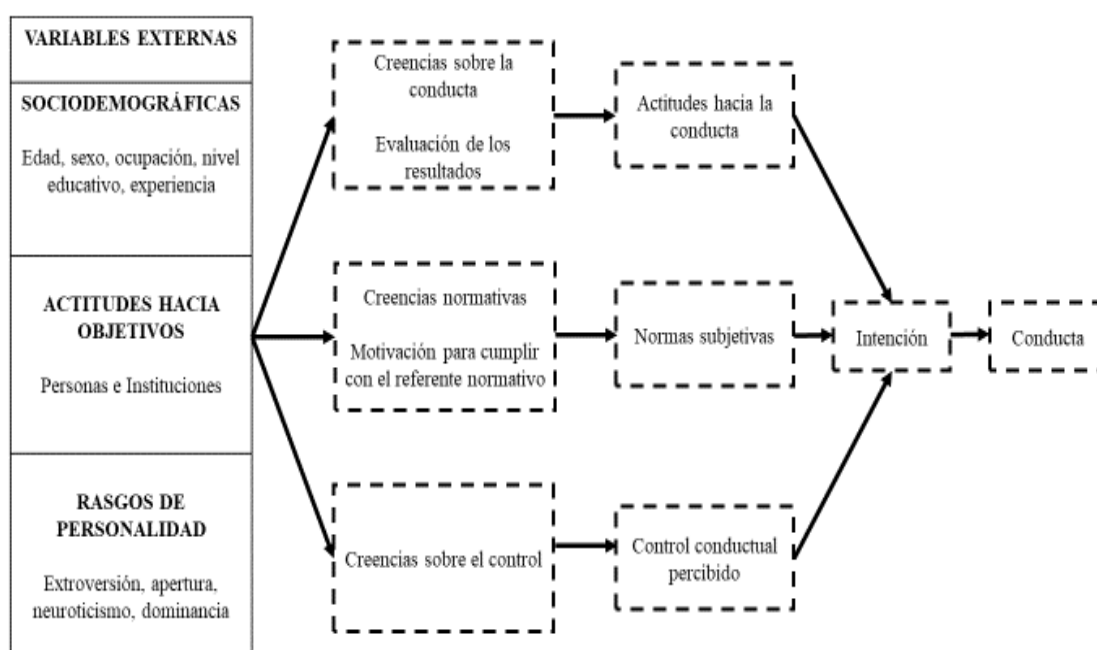 VARIABLES EXTERNAS
SOCIODEMOGRÁFICAS
Edad, sexo, ocupación, nivel
educativo, experiencia
ACTITUDES HACIA
OBJETIVOS
Personas e Instituciones
RASGOS DE
PERSONALIDAD
Extroversión, apertura,
neuroticismo, dominancia
Creencias sobre la
conducta
Evaluación de los
resultados
Creencias normativas
Motivación para cumplir
con el referente normativo
Creencias sobre el control
Actitudes hacia la
conducta
Normas subjetivas
Control conductual
percibido
Intención
Conducta